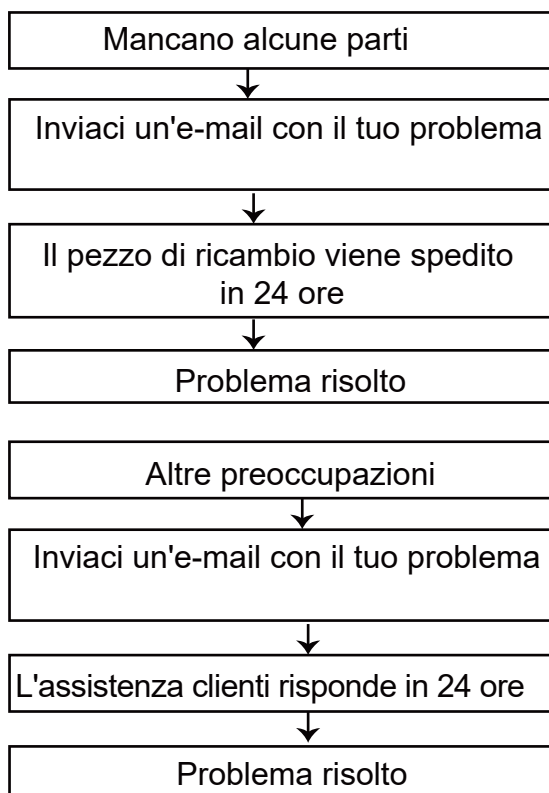 Mancano alcune parti
Inviaci un'e-mail con il tuo problema
Il pezzo di ricambio viene spedito
in 24 ore
Problema risolto
Altre preoccupazioni
Inviaci un'e-mail con il tuo problema
L'assistenza clienti risponde in 24 ore
Problema risolto